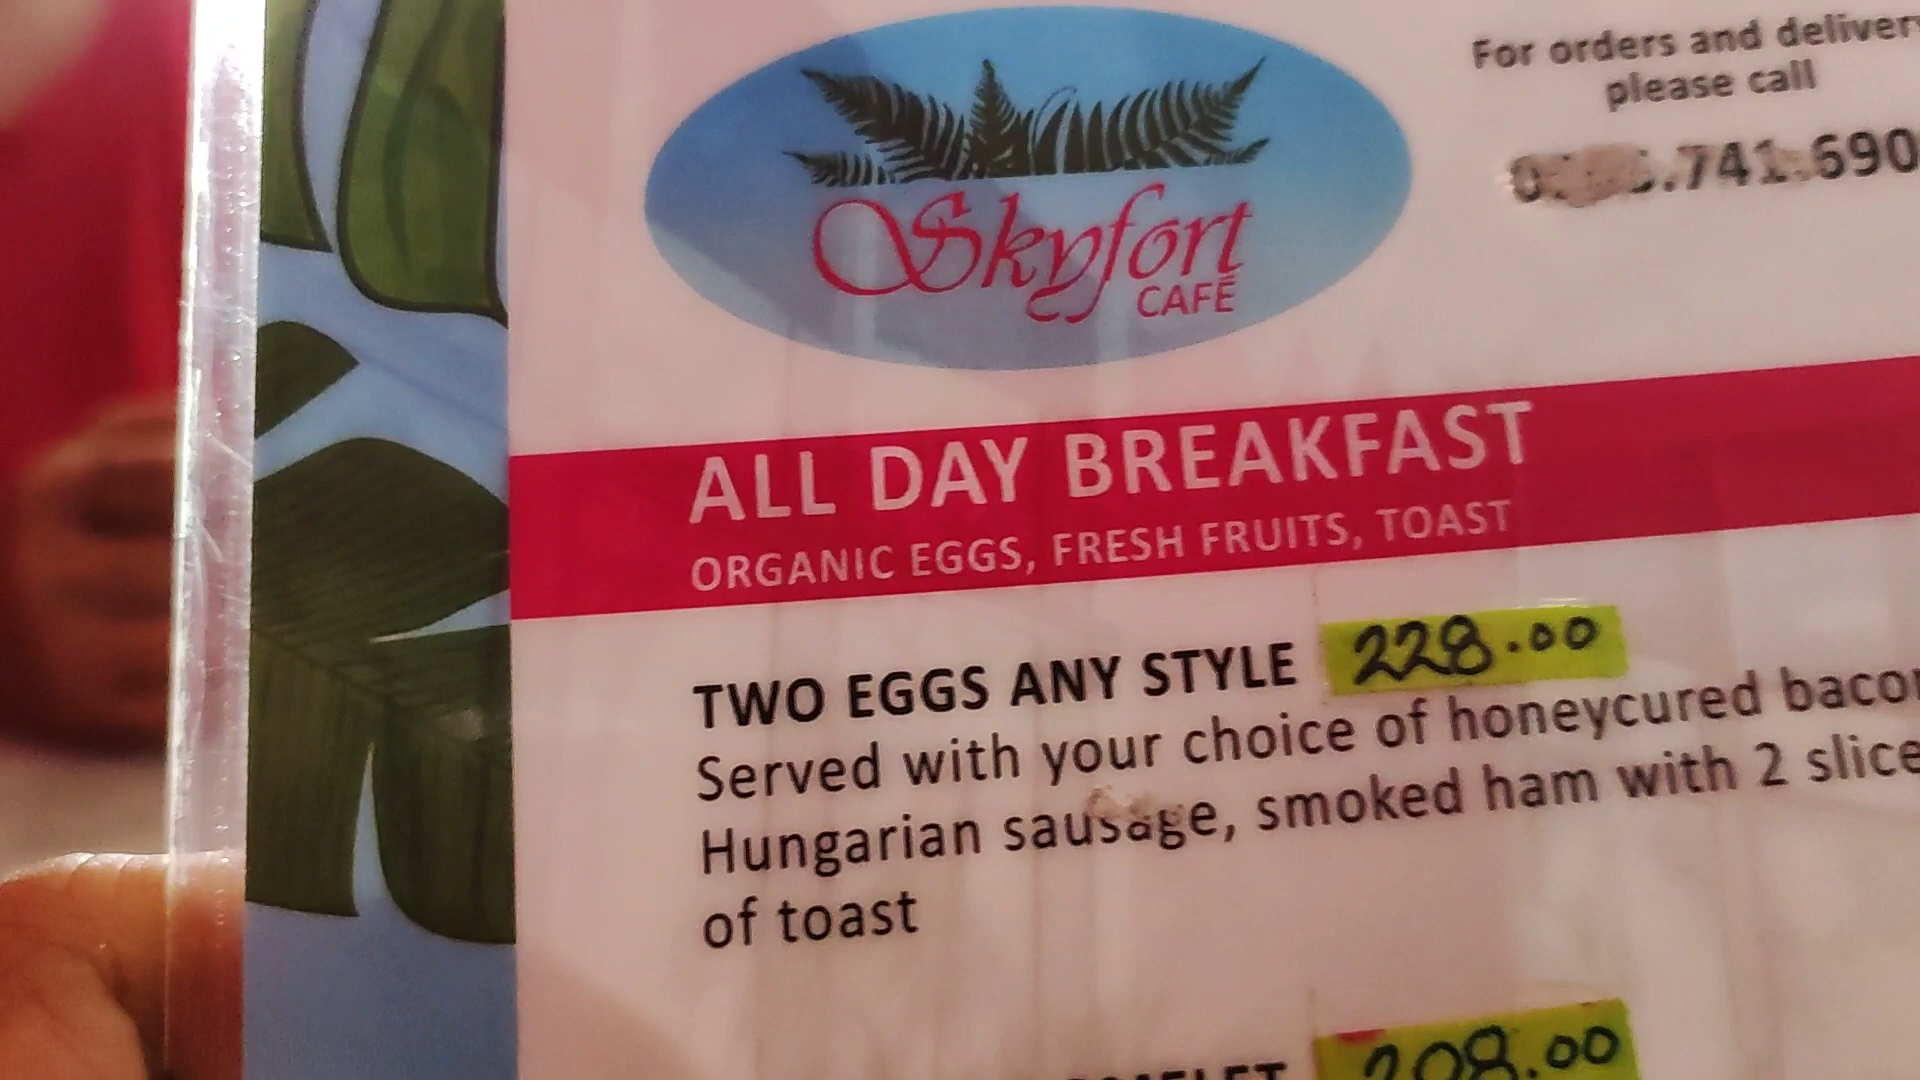 For orders and deliver
please call
.741.690
Skyfort
CAFÉ
ALL DAY BREAKFAST
ORGANIC EGGS, FRESH FRUITS, TOAST
TWO EGGS ANY STYLE 228.00
Served with your choice of honeycured bacon
Hungarian sausage, smoked ham with 2 slice
of toast
208.00